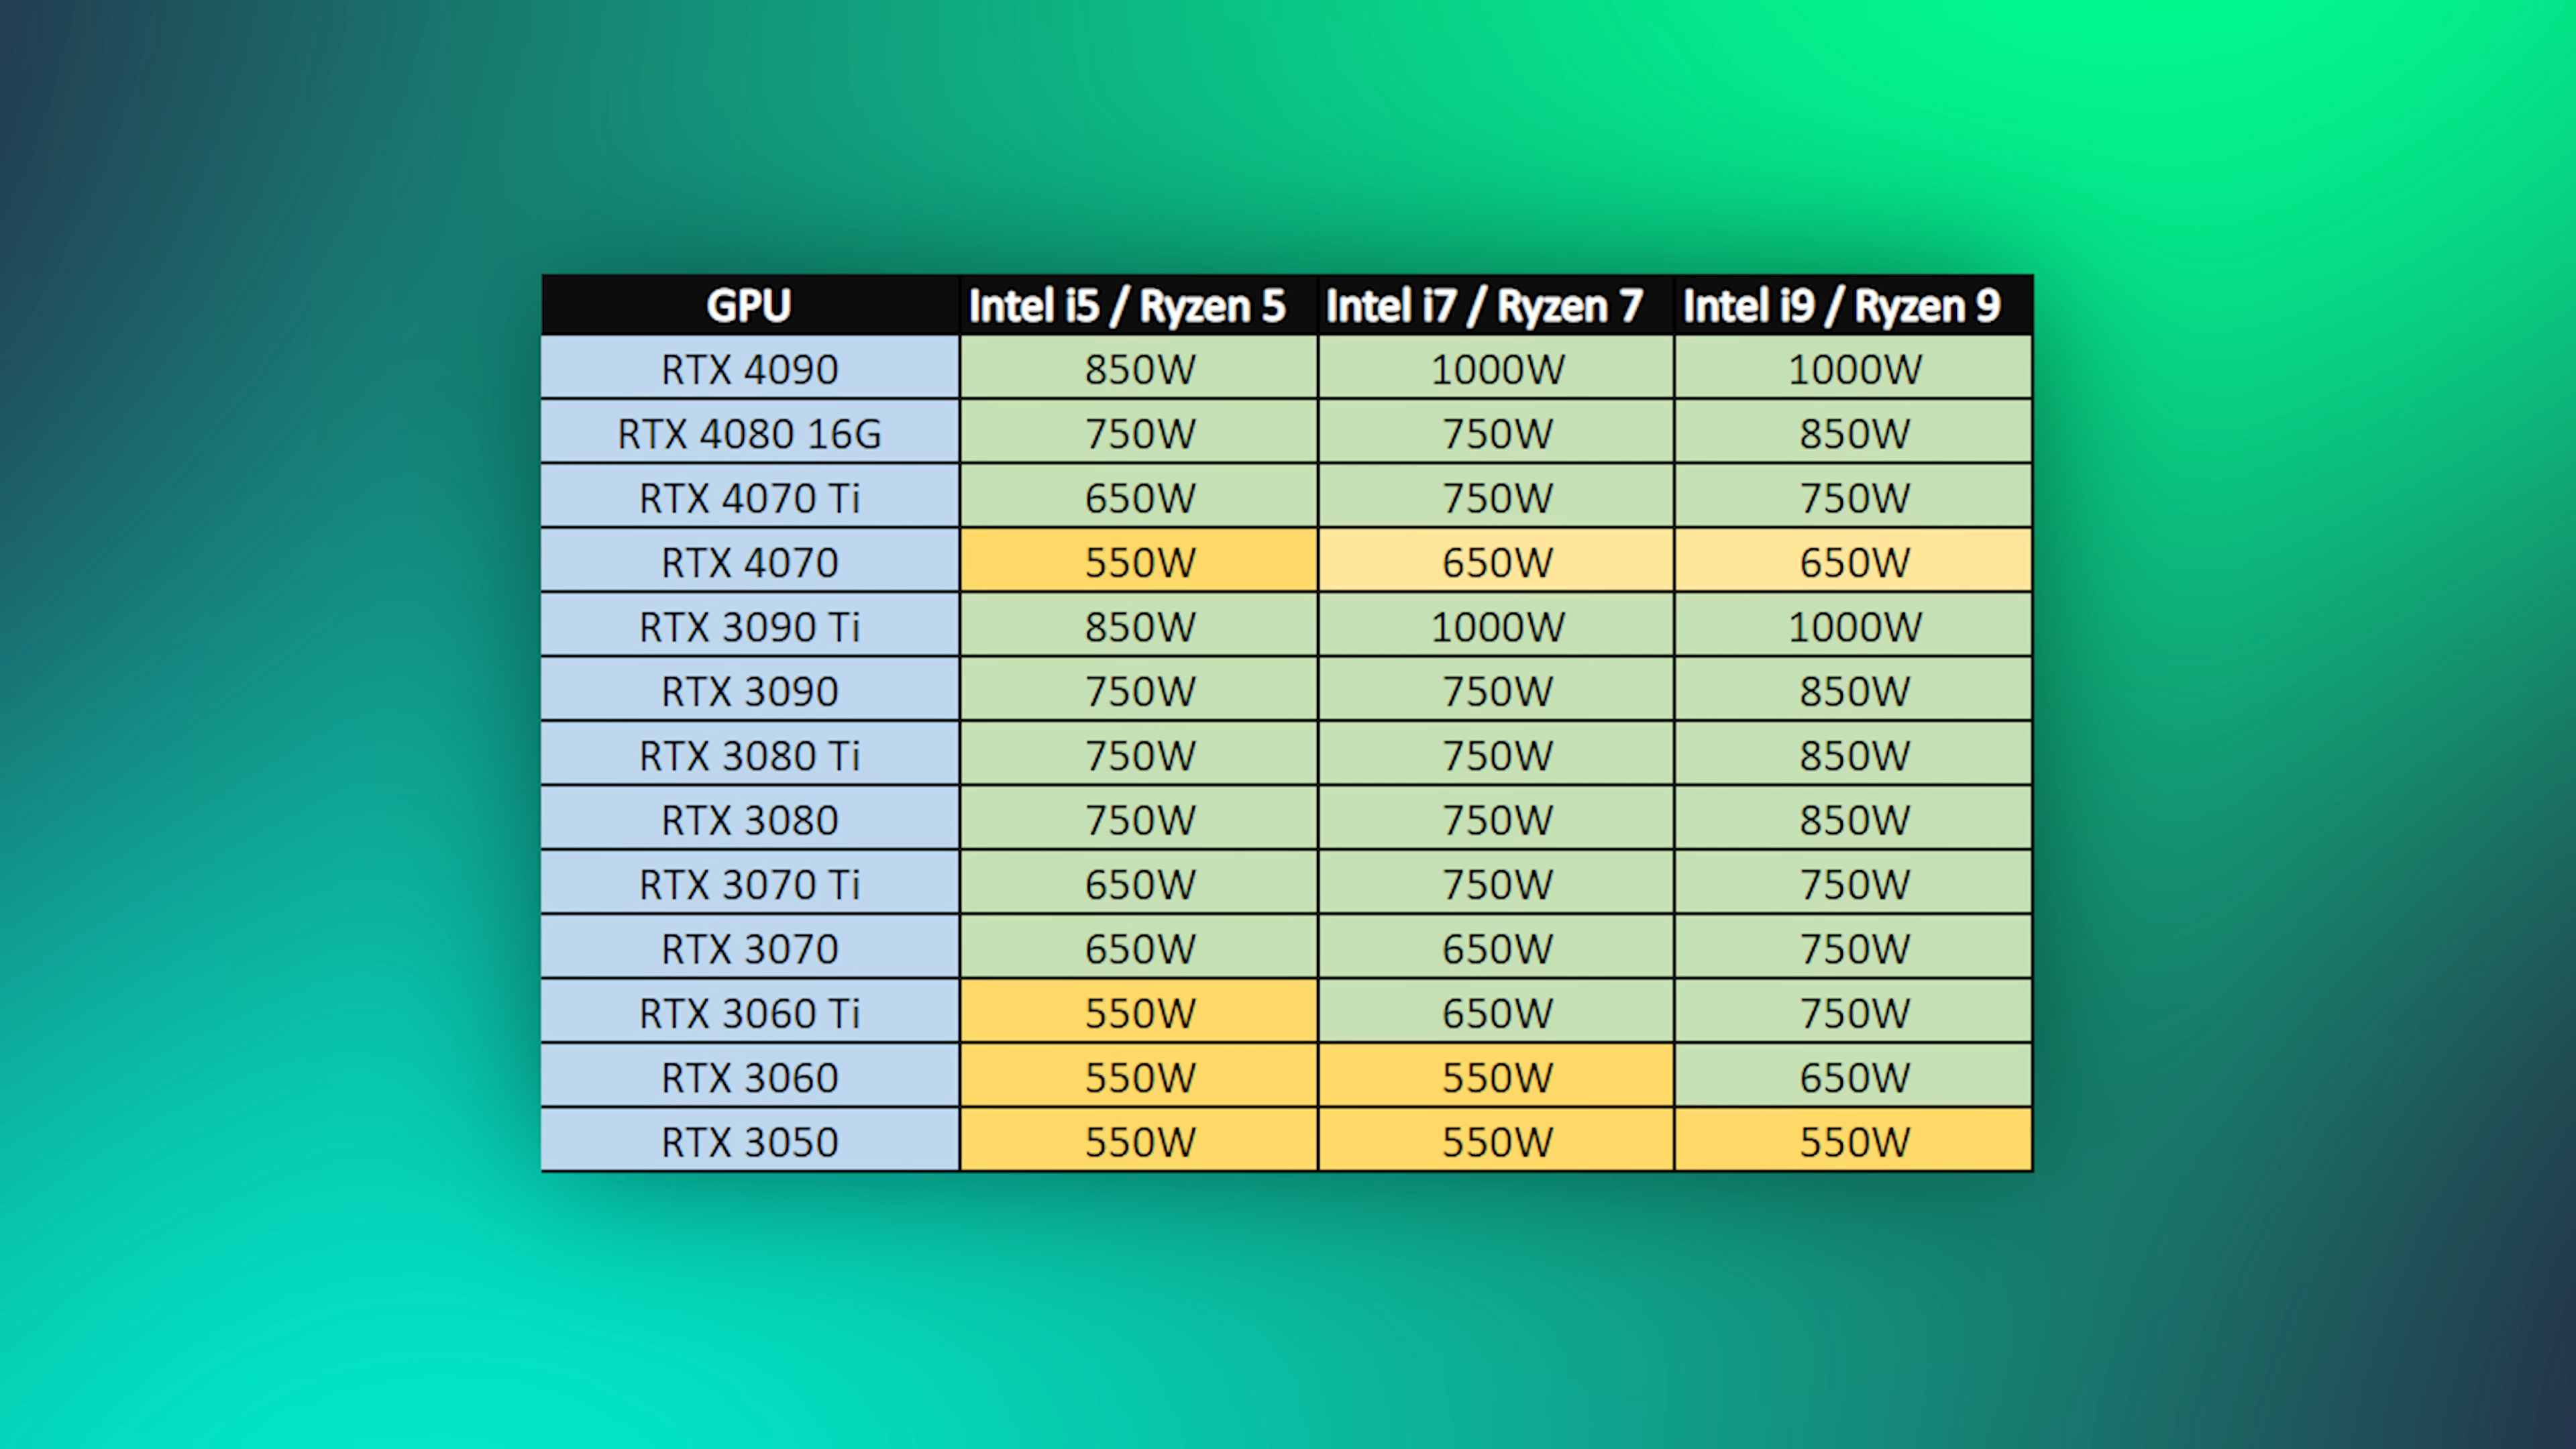 GPU Intel i5 / Ryzen 5 Intel i7 / Ryzen 7 Intel i9 / Ryzen 9
RTX 4090 850W 1000W 1000W
RTX 4080 16G 750W 750W 850W
RTX 4070 Ti 650W 750W 750W
RTX 4070 550W 650W 650W
RTX 3090 Ti 850W 1000W 1000W
RTX 3090 750W 750W 850W
RTX 3080 Ti 750W 750W 850W
RTX 3080 750W 750W 850W
RTX 3070 Ti 650W 750W 750W
RTX 3070 650W 650W 750W
RTX 3060 Ti 550W 650W 750W
RTX 3060 550W 550W 650W
RTX 3050 550W 550W 550W